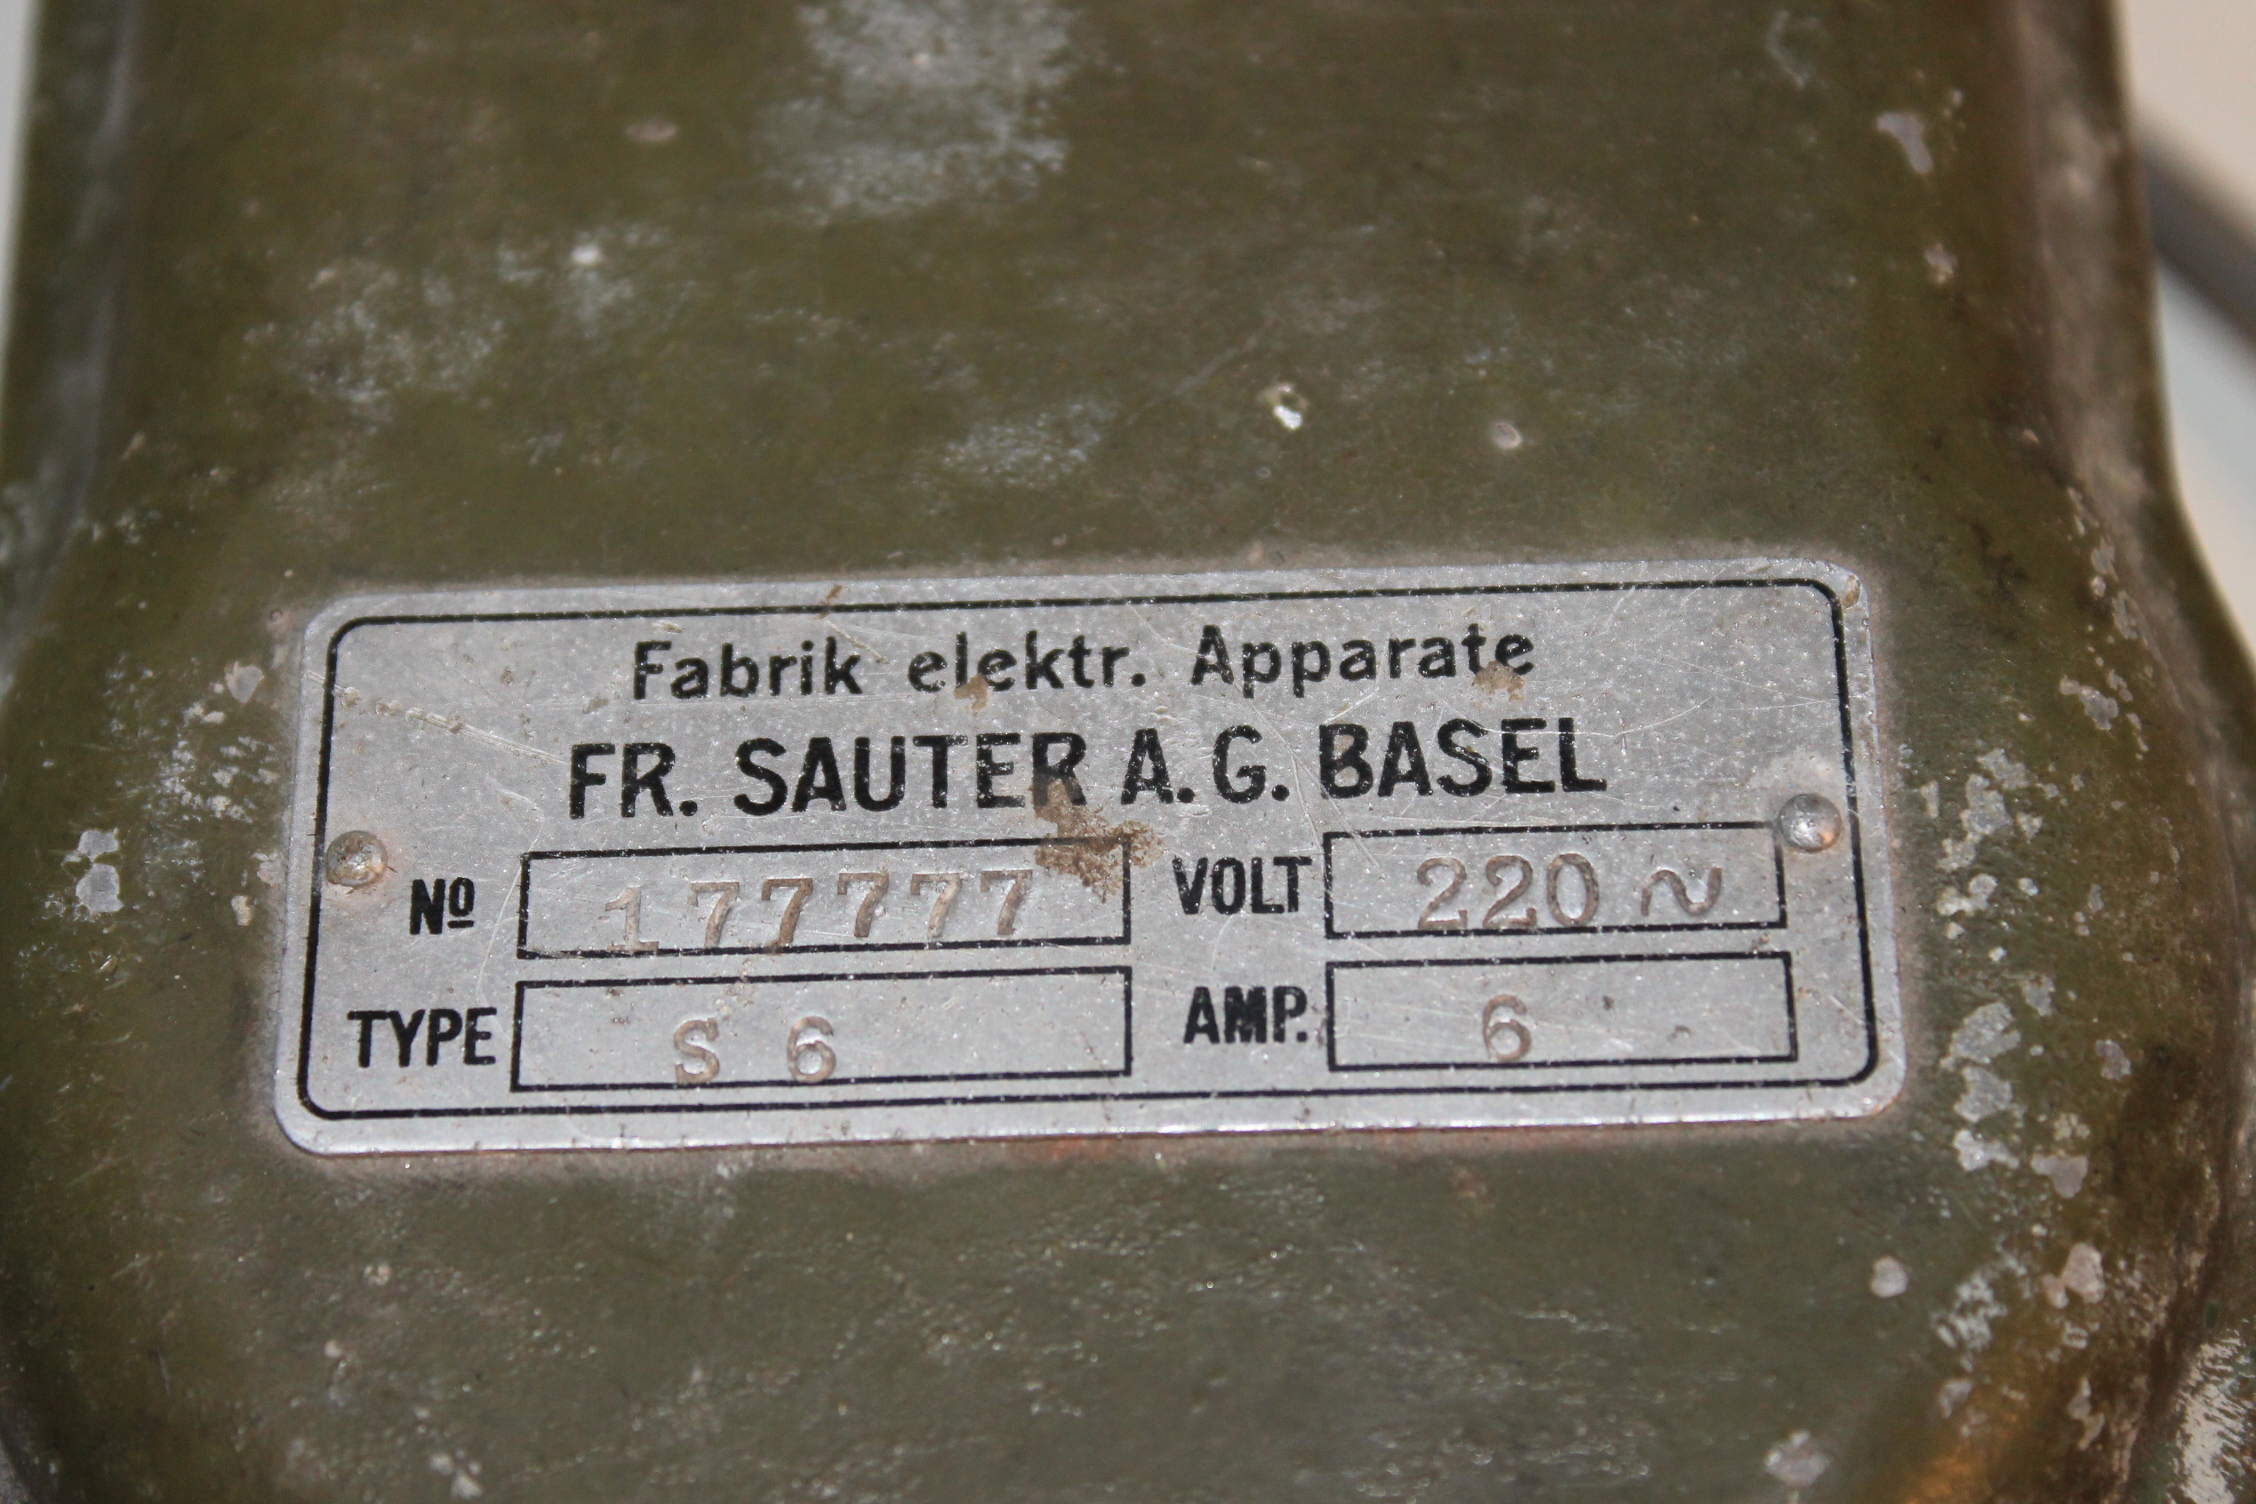 Fabrik elektr. Apparate
FR. SAUTER A.G. BASEL
Nº 177777 VOLT 220 ~
TYPE S 6 AMP. 6